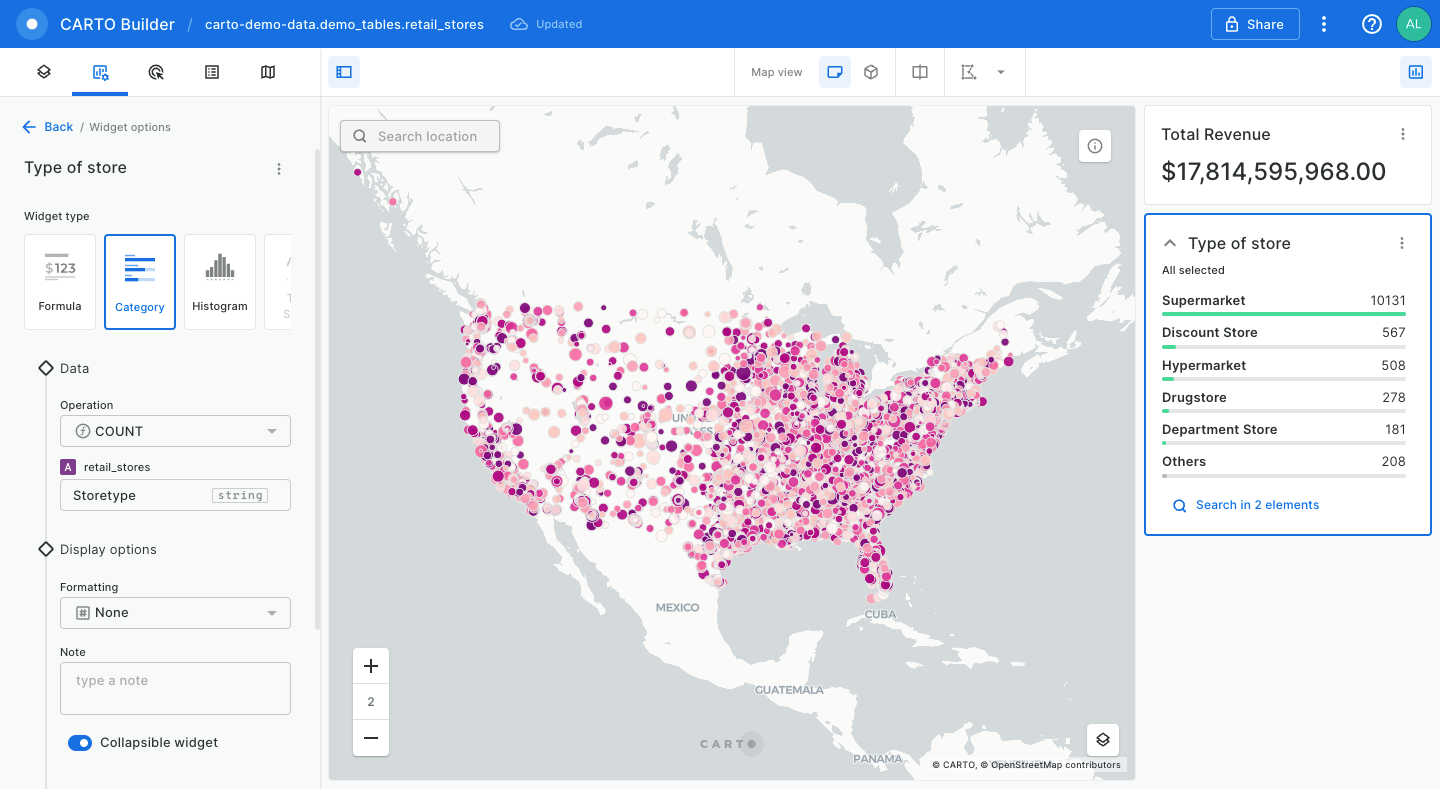 CARTO Builder / carto-demo-data.demo_tables.retail_stores Updated Share AL
Map view
Back / Widget options
Type of store
Widget type
$123
Formula
Category
Histogram
Data
Operation
COUNT
A retail_stores
Storetype string
Display options
Formatting
# None
Note
type a note
Collapsible widget
Search location
MEXICO
CUBA
GUATEMALA
PANAMA
2
CARTO
© CARTO, © OpenStreetMap contributors
Total Revenue
$17,814,595,968.00
Type of store
All selected
Supermarket 10131
Discount Store 567
Hypermarket 508
Drugstore 278
Department Store 181
Others 208
Search in 2 elements